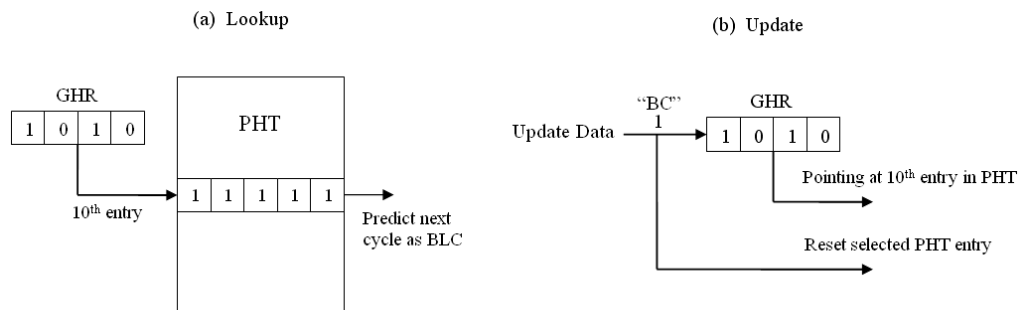 (a) Lookup
GHR
1 0 1 0
PHT
1 1 1 1 1
10th entry
Predict next
cycle as BLC
(b) Update
“BC”
1
GHR
Update Data
1 0 1 0
Pointing at 10th entry in PHT
Reset selected PHT entry